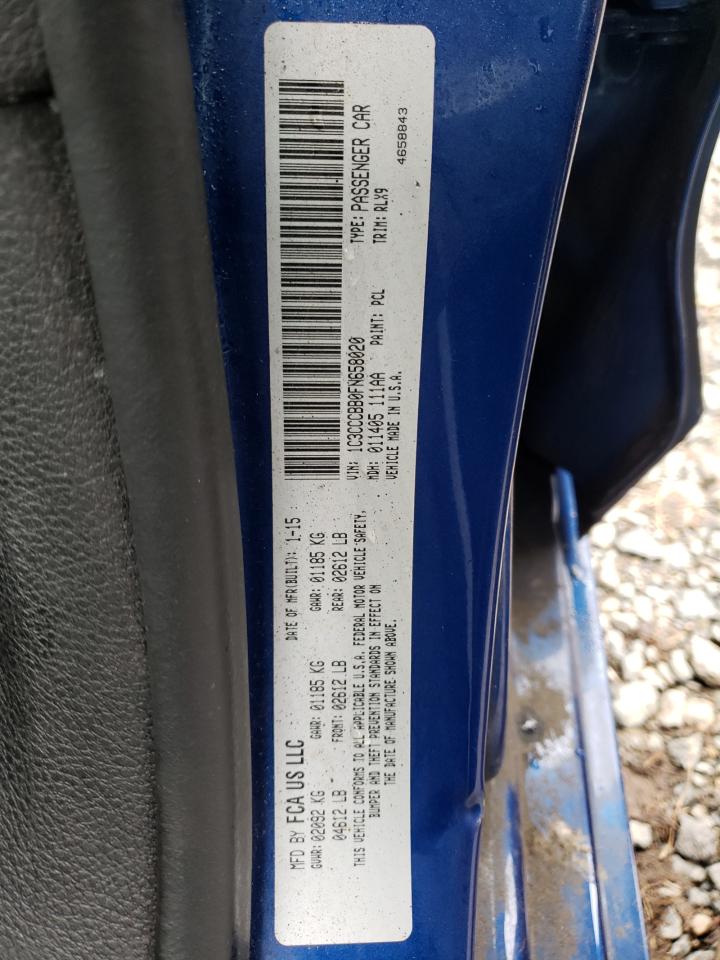 MFD BY FCA US LLC
DATE OF MFR(BUILT): 1-15
GVWR: 02092 KG
GAWR: 01185 KG
GAWR: 01185 KG
04612 LB
FRONT: 02612 LB
REAR: 02612 LB
THIS VEHICLE CONFORMS TO ALL APPLICABLE U.S.A. FEDERAL MOTOR VEHICLE SAFETY,
BUMPER AND THEFT PREVENTION STANDARDS IN EFFECT ON
THE DATE OF MANUFACTURE SHOWN ABOVE.
VIN: 1C3CCCBB0FN658020
TYPE: PASSENGER CAR
MDH: 011405 111AA
PAINT: PCL
TRIM: RLX9
VEHICLE MADE IN U.S.A.
4658843